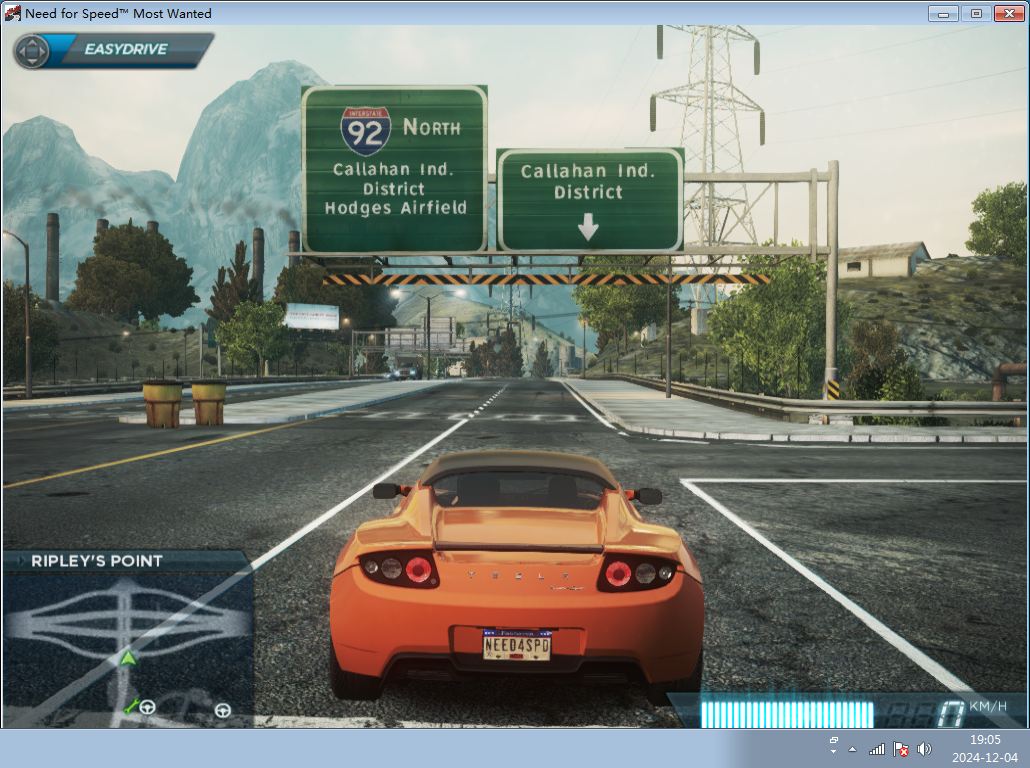 Need for Speed™ Most Wanted
EASYDRIVE
INTERSTATE
92 NORTH
Callahan Ind.
District
Hodges Airfield
Callahan Ind.
District
RIPLEY'S POINT
TESLA
NEED4SPD
0 KM/H
19:05
2024-12-04